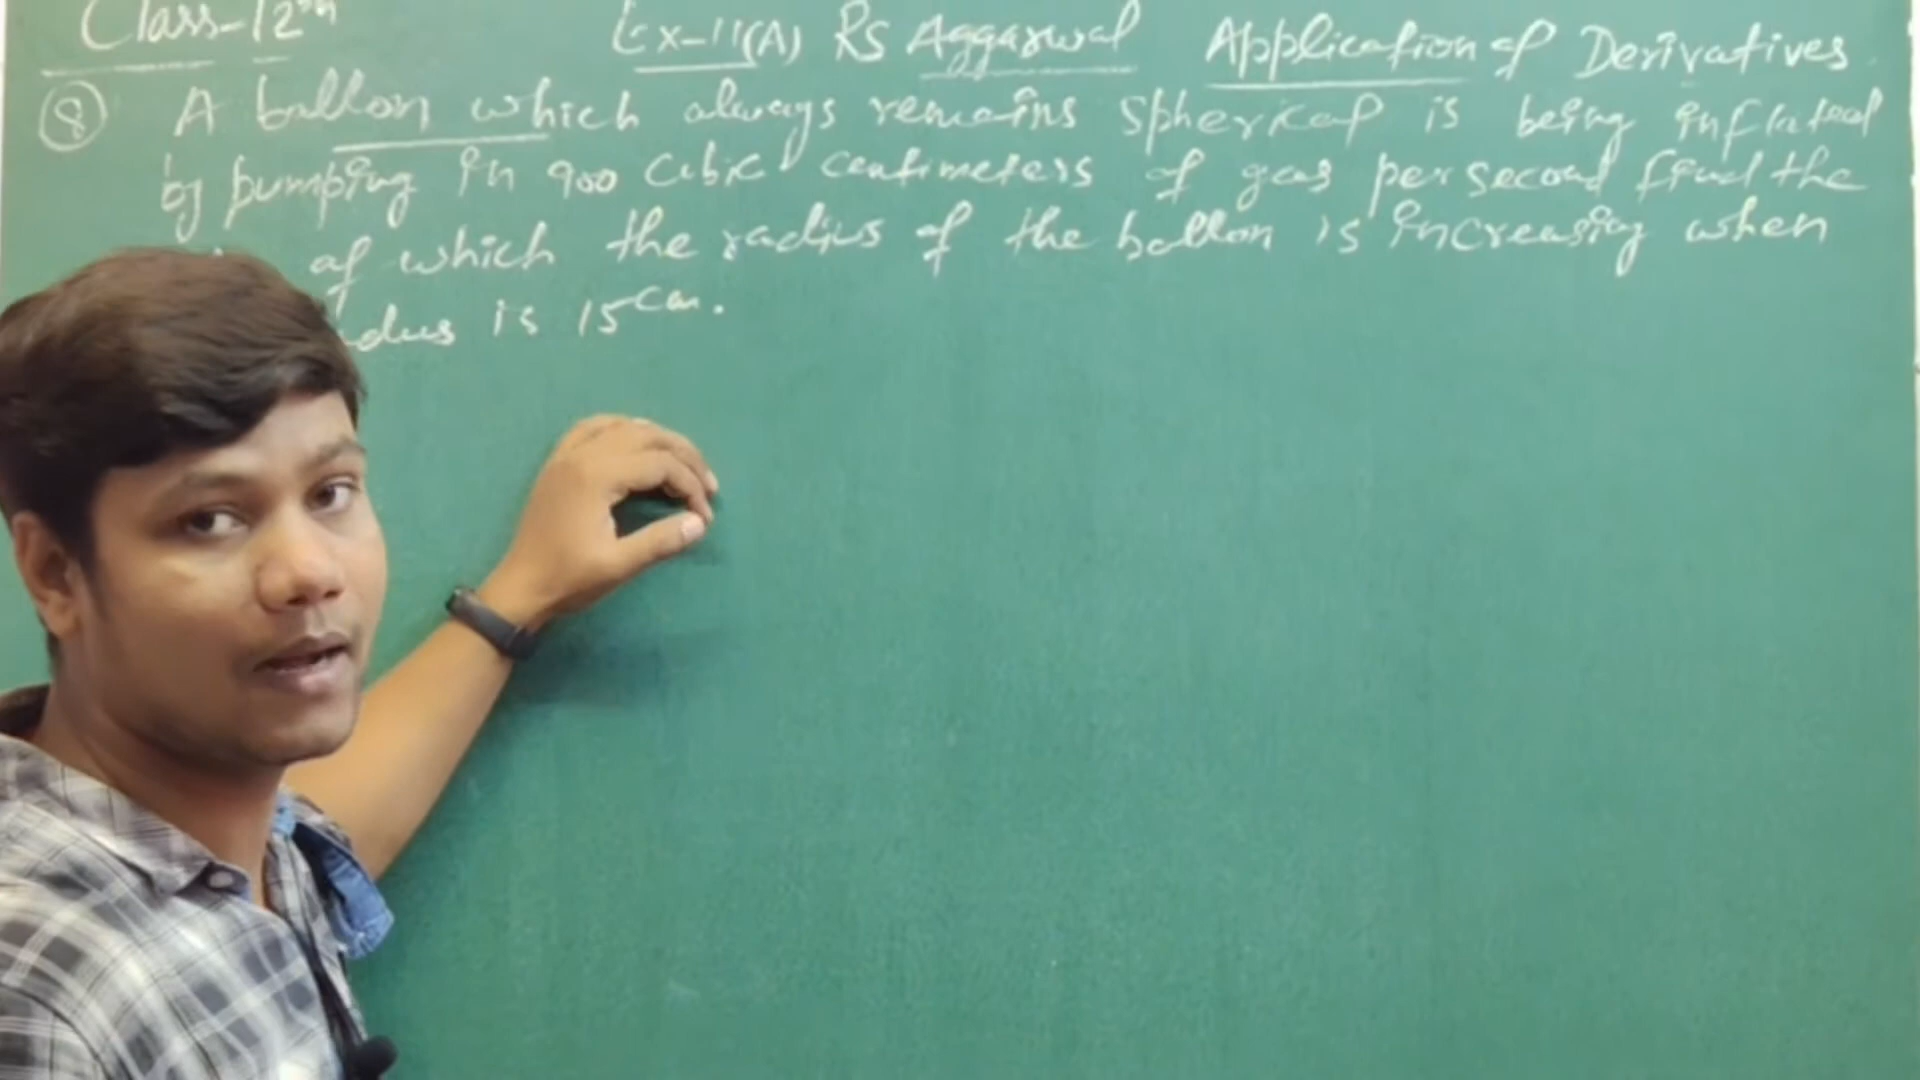 Class-12th Ex-11(A) RS Aggarwal Application of Derivatives
8 A ballon which always remains spherical is being inflated
by pumping in 900 cubic centimeters of gas per second find the
of which the radius of the ballon is increasing when
is 15cm.